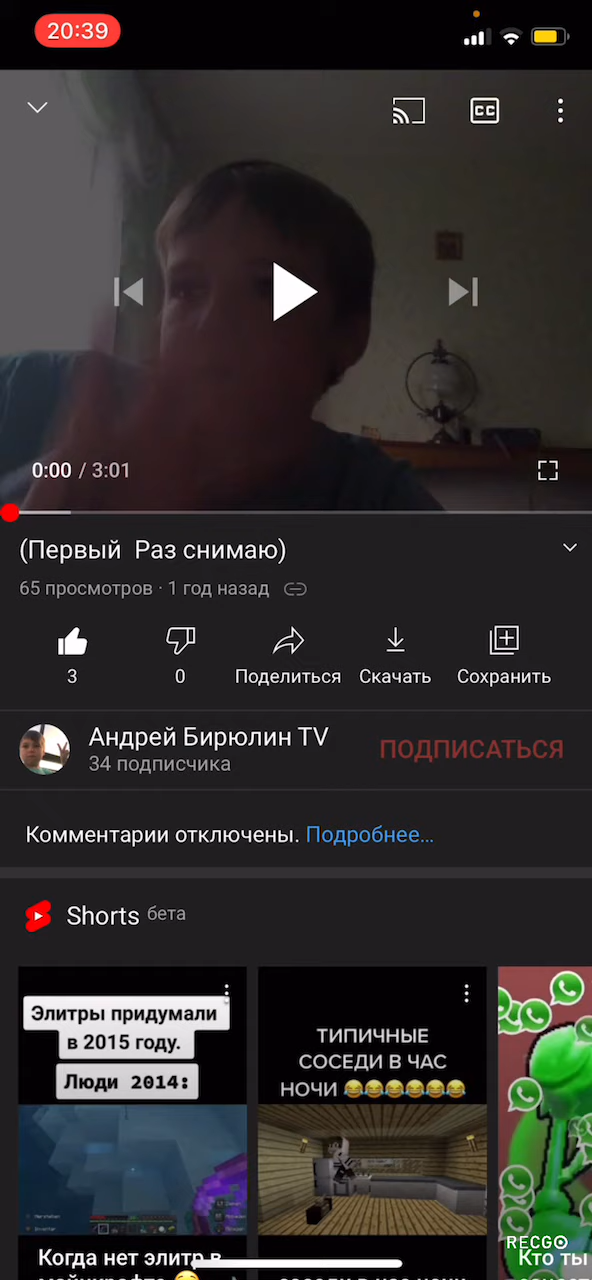 20:39
CC
0:00 / 3:01
(Первый Раз снимаю)
65 просмотров · 1 год назад
3
0
Поделиться
Скачать
Сохранить
Андрей Бирюлин TV
34 подписчика
ПОДПИСАТЬСЯ
Комментарии отключены. Подробнее...
Shorts бета
Элитры придумали
в 2015 году.
Люди 2014:
ТИПИЧНЫЕ
СОСЕДИ В ЧАС
НОЧИ 😂😂😂😂😂😂
Когда нет элитр в
RECGO
Кто ты